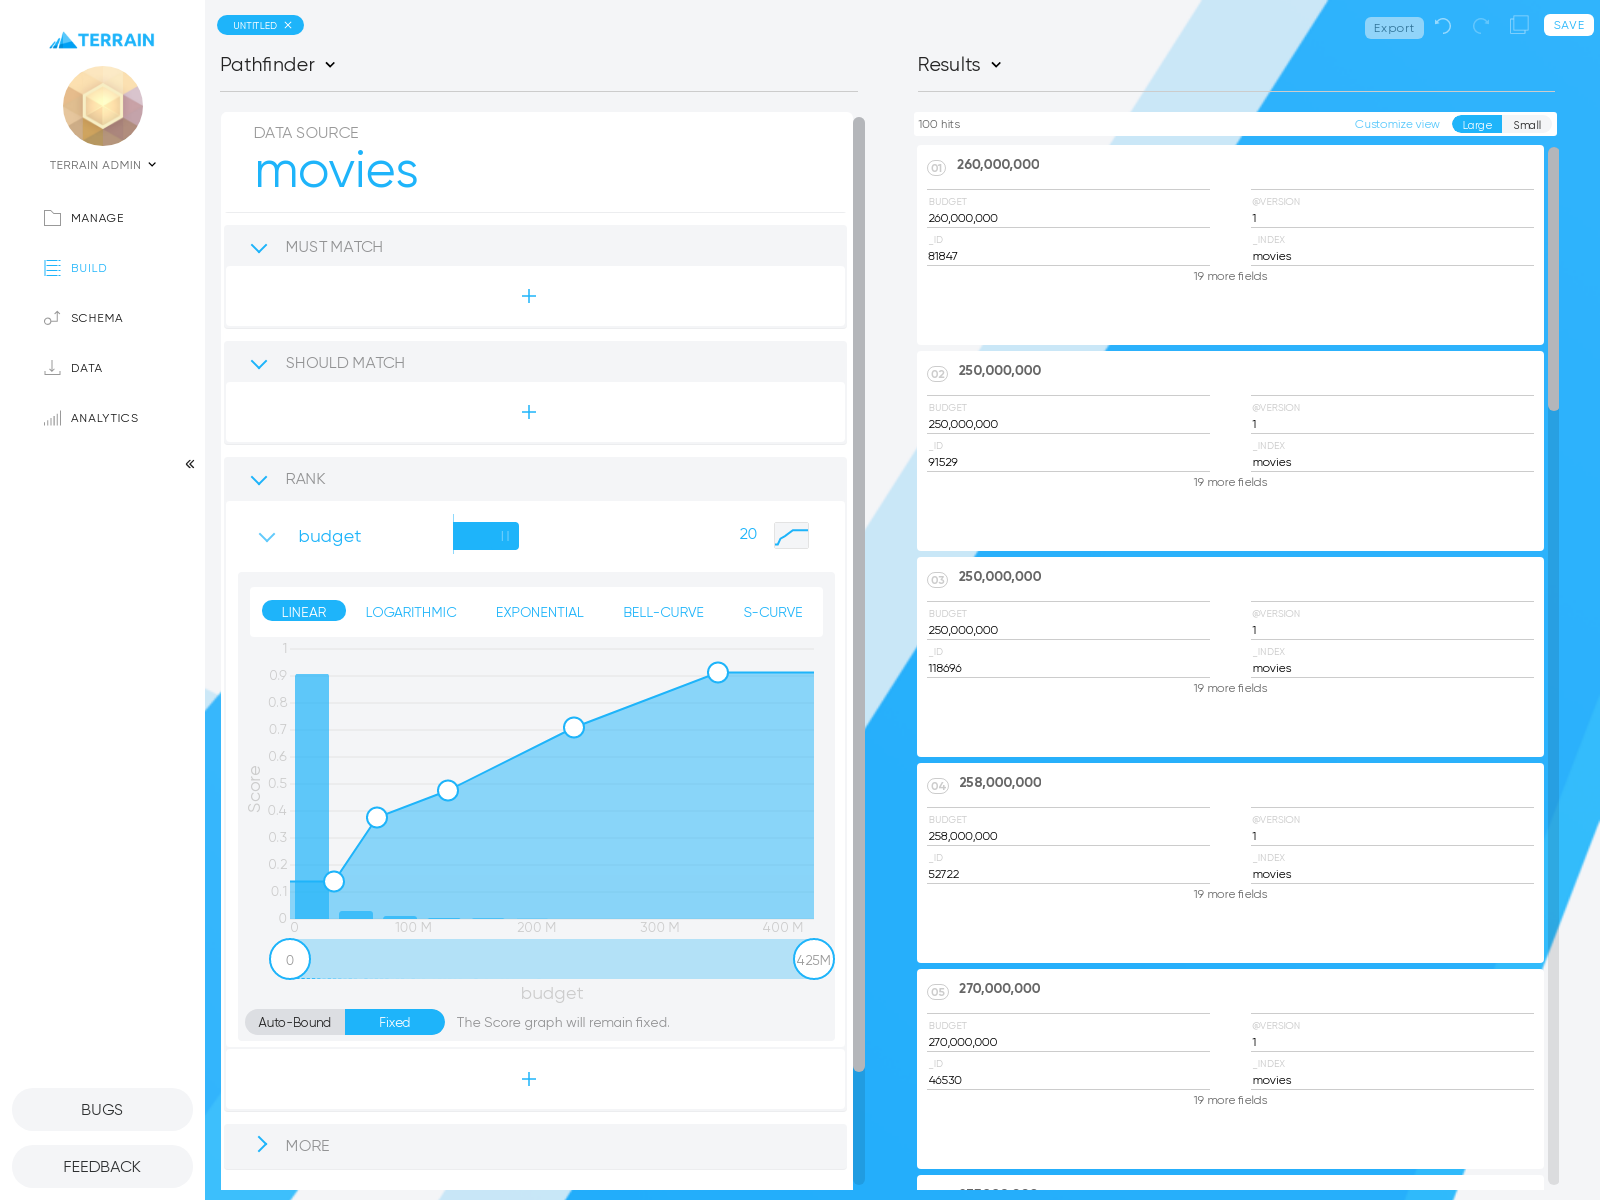 TERRAIN
TERRAIN ADMIN
MANAGE
BUILD
SCHEMA
DATA
ANALYTICS
BUGS
FEEDBACK
UNTITLED
Pathfinder
DATA SOURCE
movies
MUST MATCH
+
SHOULD MATCH
+
RANK
budget
20
LINEAR LOGARITHMIC EXPONENTIAL BELL-CURVE S-CURVE
1
0.9
0.8
0.7
0.6
0.5
0.4
0.3
0.2
0.1
0
Score
0 100 M 200 M 300 M 400 M
0 425M
budget
Auto-Bound Fixed The Score graph will remain fixed.
+
MORE
Export SAVE
Results
100 hits Customize view Large Small
01 260,000,000
BUDGET @VERSION
260,000,000 1
_ID _INDEX
81847 movies
19 more fields
02 250,000,000
BUDGET @VERSION
250,000,000 1
_ID _INDEX
91529 movies
19 more fields
03 250,000,000
BUDGET @VERSION
250,000,000 1
_ID _INDEX
118696 movies
19 more fields
04 258,000,000
BUDGET @VERSION
258,000,000 1
_ID _INDEX
52722 movies
19 more fields
05 270,000,000
BUDGET @VERSION
270,000,000 1
_ID _INDEX
46530 movies
19 more fields